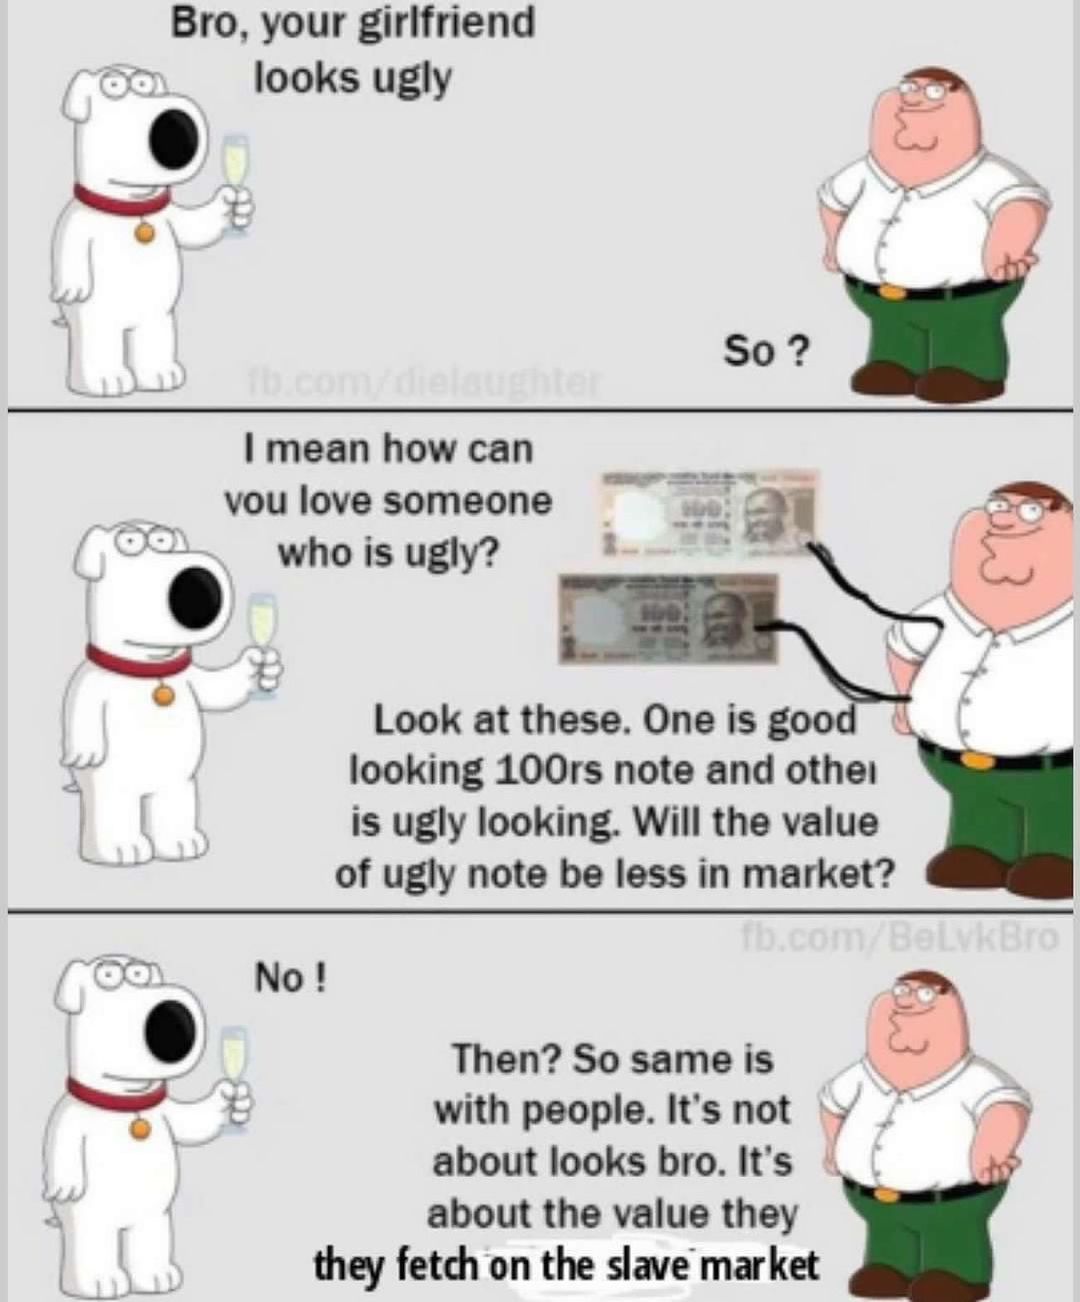 Bro, your girlfriend
looks ugly
So ?
fb.com/dielaughter
I mean how can
you love someone
who is ugly?
100
100
Look at these. One is good
looking 100rs note and other
is ugly looking. Will the value
of ugly note be less in market?
fb.com/BeLvkBro
No !
Then? So same is
with people. It's not
about looks bro. It's
about the value they
they fetch on the slave market